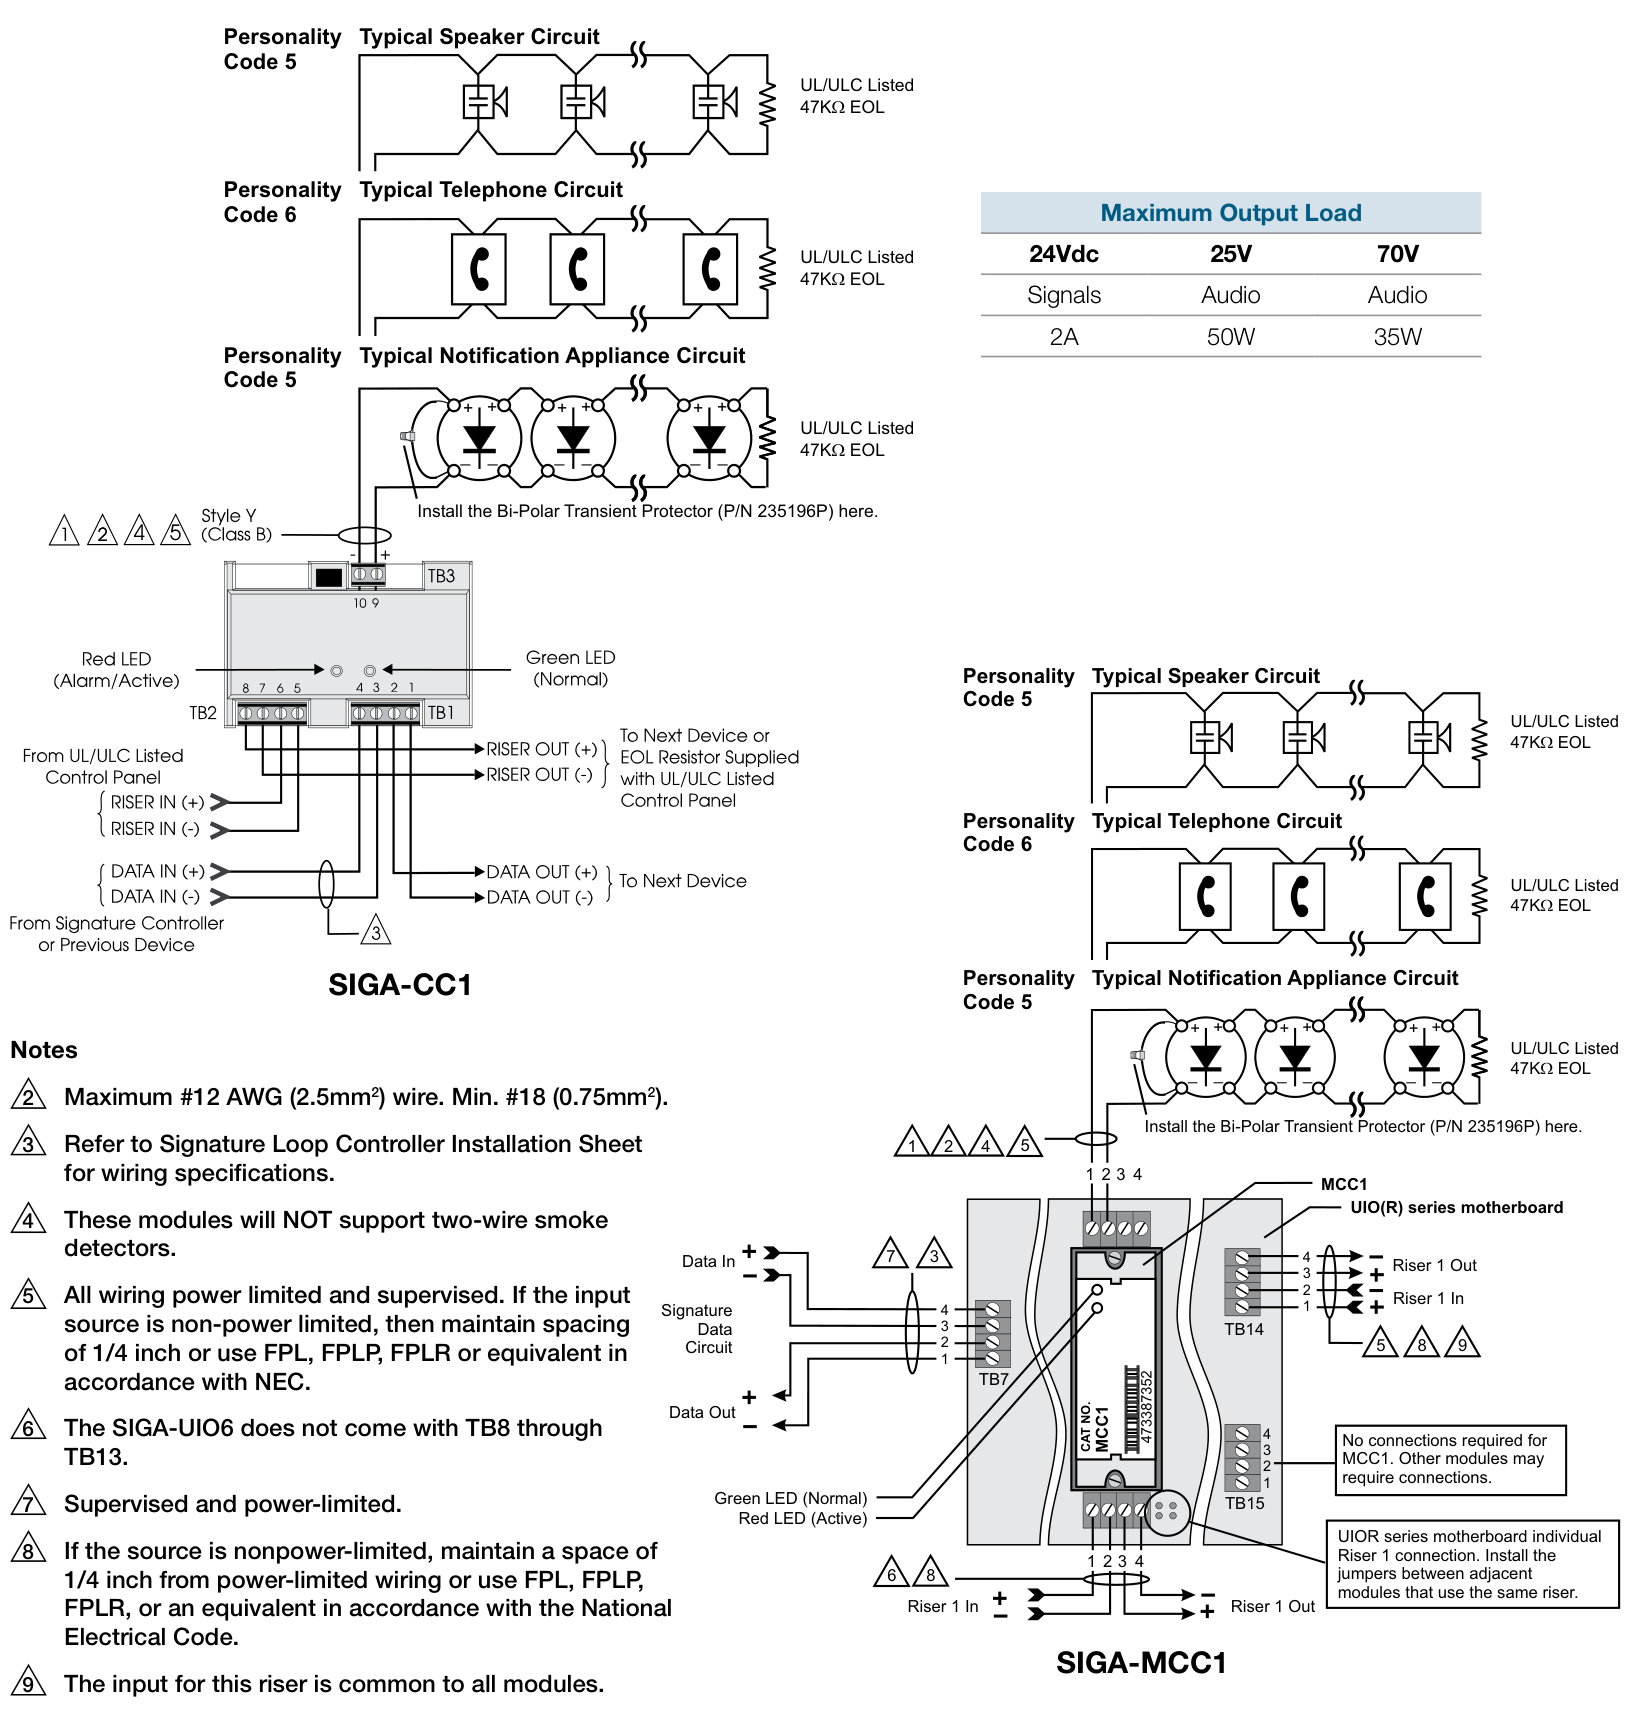 Personality Typical Speaker Circuit
Code 5
UL/ULC Listed
47KΩ EOL
Personality Typical Telephone Circuit
Code 6
UL/ULC Listed
47KΩ EOL
Personality Typical Notification Appliance Circuit
Code 5
+ + +
UL/ULC Listed
47KΩ EOL
Install the Bi-Polar Transient Protector (P/N 235196P) here.
1 2 4 5
Style Y
(Class B)
- +
TB3
10 9
Red LED
(Alarm/Active)
Green LED
(Normal)
8 7 6 5 4 3 2 1
TB2
TB1
From UL/ULC Listed
Control Panel
RISER IN (+)
RISER IN (-)
RISER OUT (+)
RISER OUT (-)
To Next Device or
EOL Resistor Supplied
with UL/ULC Listed
Control Panel
DATA IN (+)
DATA IN (-)
From Signature Controller
or Previous Device
DATA OUT (+)
DATA OUT (-)
To Next Device
3
SIGA-CC1
Maximum Output Load
24Vdc 25V 70V
Signals Audio Audio
2A 50W 35W
Notes
2 Maximum #12 AWG (2.5mm²) wire. Min. #18 (0.75mm²).
3 Refer to Signature Loop Controller Installation Sheet
for wiring specifications.
4 These modules will NOT support two-wire smoke
detectors.
5 All wiring power limited and supervised. If the input
source is non-power limited, then maintain spacing
of 1/4 inch or use FPL, FPLP, FPLR or equivalent in
accordance with NEC.
6 The SIGA-UIO6 does not come with TB8 through
TB13.
7 Supervised and power-limited.
8 If the source is nonpower-limited, maintain a space of
1/4 inch from power-limited wiring or use FPL, FPLP,
FPLR, or an equivalent in accordance with the National
Electrical Code.
9 The input for this riser is common to all modules.
Personality Typical Speaker Circuit
Code 5
UL/ULC Listed
47KΩ EOL
Personality Typical Telephone Circuit
Code 6
UL/ULC Listed
47KΩ EOL
Personality Typical Notification Appliance Circuit
Code 5
UL/ULC Listed
47KΩ EOL
Install the Bi-Polar Transient Protector (P/N 235196P) here.
1 2 4 5
1 2 3 4
MCC1
UIO(R) series motherboard
7 3
Data In + −
Signature
Data
Circuit
4
3
2
1
TB7
Data Out + −
4 − Riser 1 Out
3 +
2 − Riser 1 In
1 +
TB14
5 8 9
CAT NO.
MCC1
473387352
4
3
2
1
TB15
No connections required for
MCC1. Other modules may
require connections.
Green LED (Normal)
Red LED (Active)
UIOR series motherboard individual
Riser 1 connection. Install the
jumpers between adjacent
modules that use the same riser.
1 2 3 4
6 8
Riser 1 In + −
− + Riser 1 Out
SIGA-MCC1